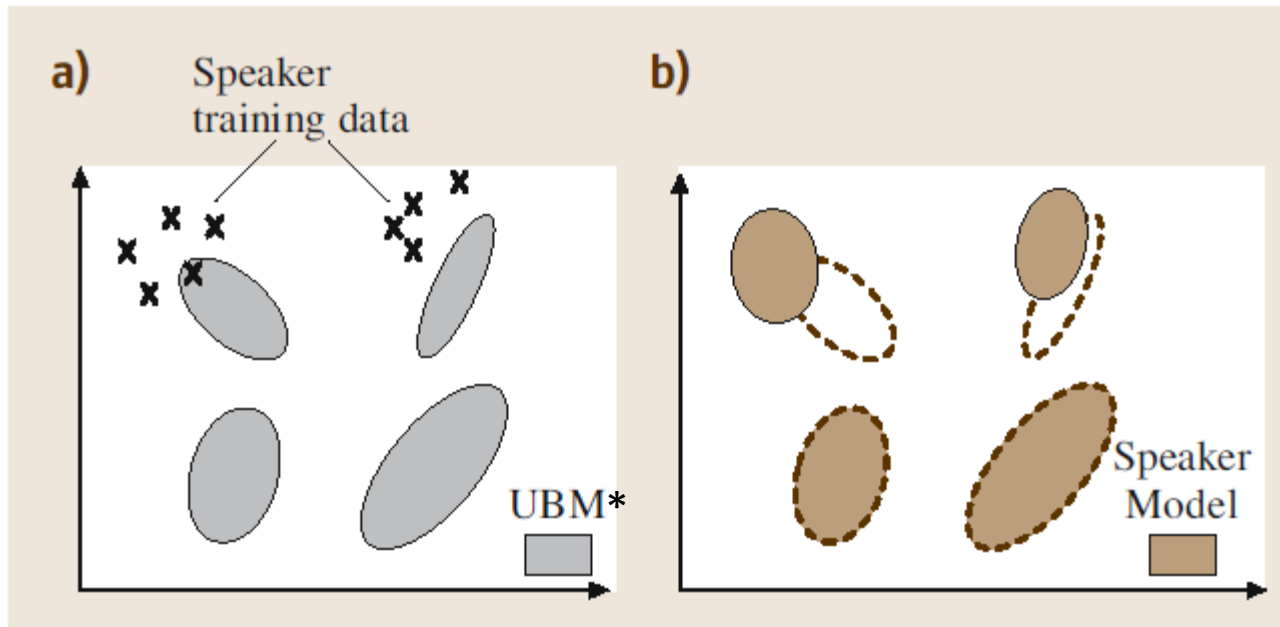 a)
Speaker
training data
UBM*
b)
Speaker
Model